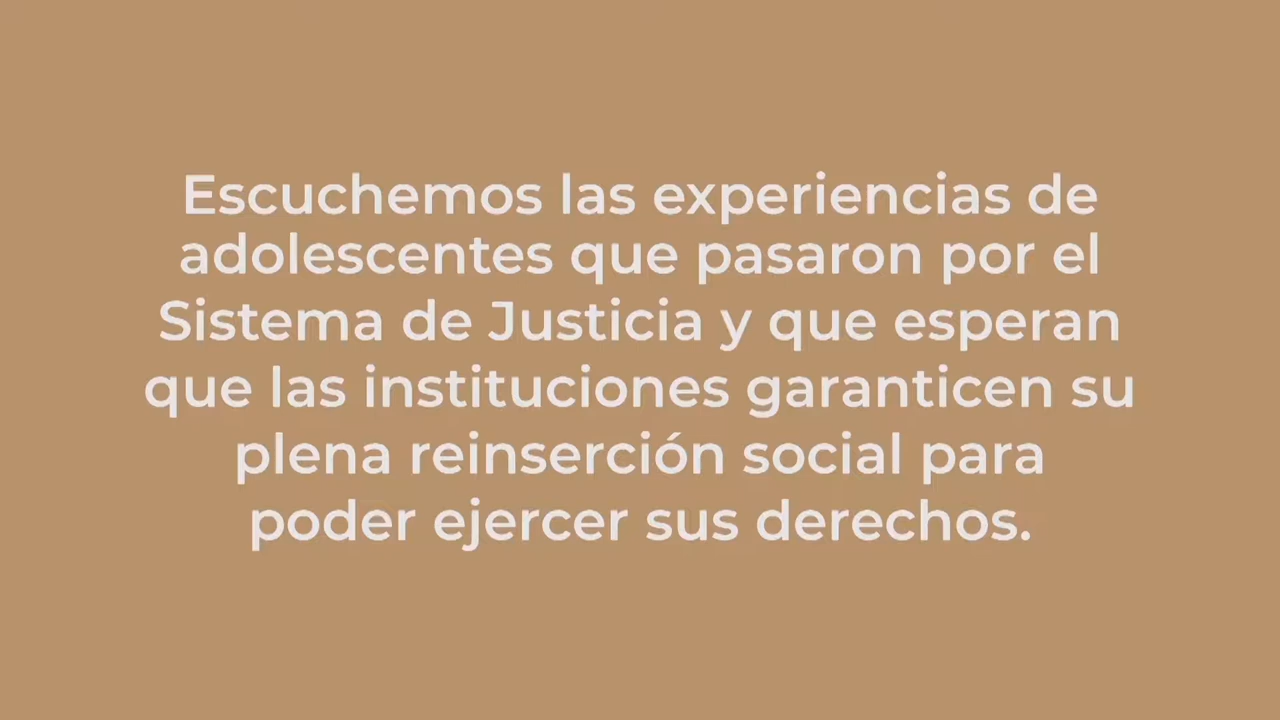 Escuchemos las experiencias de
adolescentes que pasaron por el
Sistema de Justicia y que esperan
que las instituciones garanticen su
plena reinserción social para
poder ejercer sus derechos.